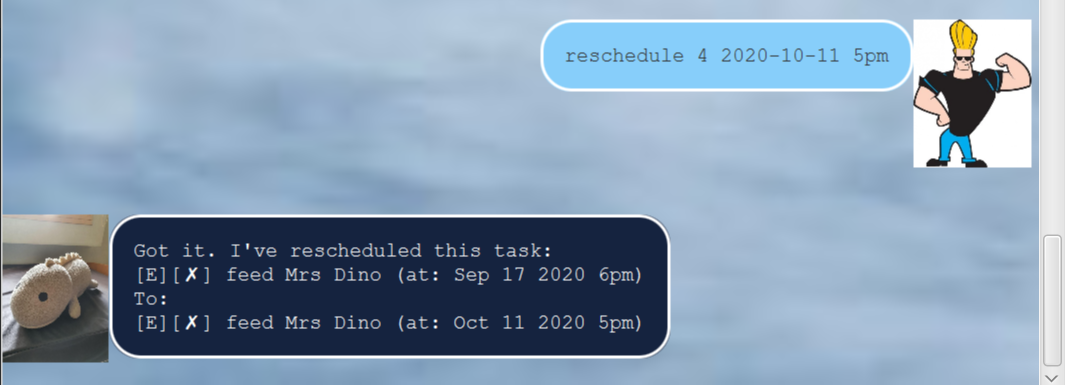 reschedule 4 2020-10-11 5pm
Got it. I've rescheduled this task:
[E][✗] feed Mrs Dino (at: Sep 17 2020 6pm)
To:
[E][✗] feed Mrs Dino (at: Oct 11 2020 5pm)